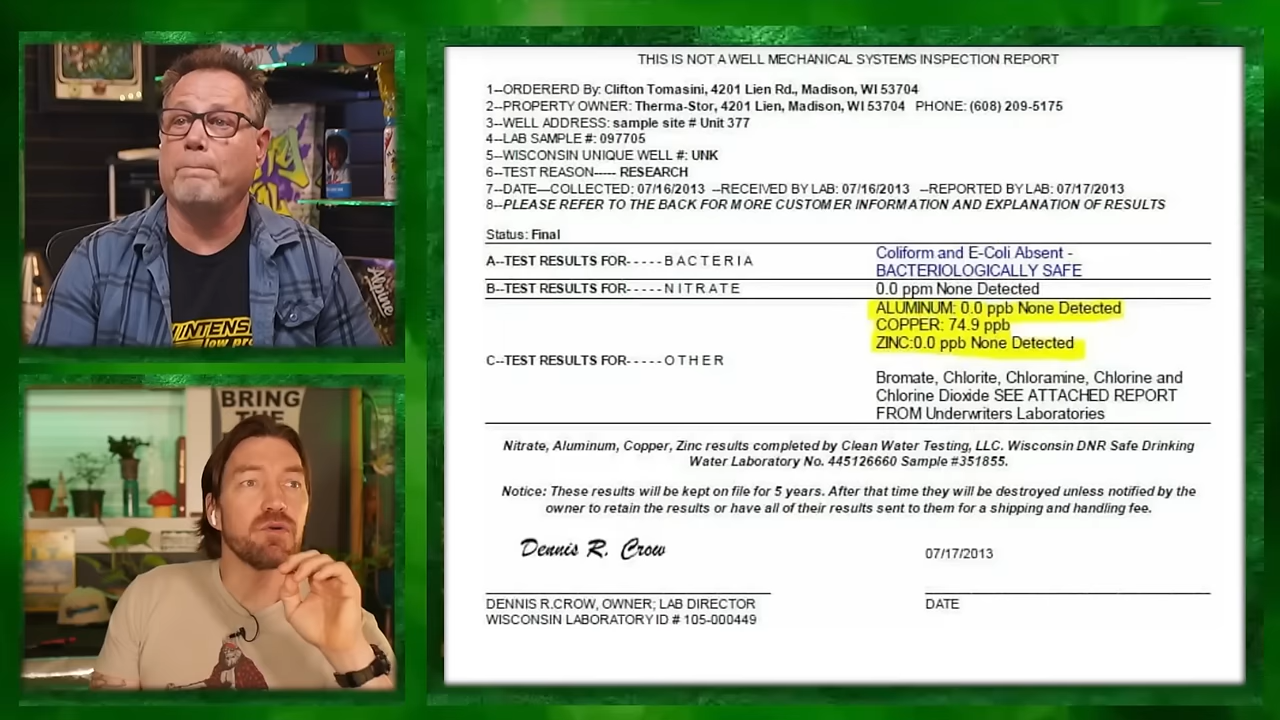 THIS IS NOT A WELL MECHANICAL SYSTEMS INSPECTION REPORT
1--ORDERERD By: Clifton Tomasini, 4201 Lien Rd., Madison, WI 53704
2--PROPERTY OWNER: Therma-Stor, 4201 Lien, Madison, WI 53704 PHONE: (608) 209-5175
3--WELL ADDRESS: sample site # Unit 377
4--LAB SAMPLE #: 097705
5--WISCONSIN UNIQUE WELL #: UNK
6--TEST REASON----- RESEARCH
7--DATE—COLLECTED: 07/16/2013 --RECEIVED BY LAB: 07/16/2013 --REPORTED BY LAB: 07/17/2013
8--PLEASE REFER TO THE BACK FOR MORE CUSTOMER INFORMATION AND EXPLANATION OF RESULTS
Status: Final
A--TEST RESULTS FOR- - - - - B A C T E R I A
Coliform and E-Coli Absent -
BACTERIOLOGICALLY SAFE
B--TEST RESULTS FOR- - - - - N I T R A T E
0.0 ppm None Detected
C--TEST RESULTS FOR- - - - - O T H E R
ALUMINUM: 0.0 ppb None Detected
COPPER: 74.9 ppb
ZINC:0.0 ppb None Detected
Bromate, Chlorite, Chloramine, Chlorine and
Chlorine Dioxide SEE ATTACHED REPORT
FROM Underwriters Laboratories
Nitrate, Aluminum, Copper, Zinc results completed by Clean Water Testing, LLC. Wisconsin DNR Safe Drinking
Water Laboratory No. 445126660 Sample #351855.
Notice: These results will be kept on file for 5 years. After that time they will be destroyed unless notified by the
owner to retain the results or have all of their results sent to them for a shipping and handling fee.
Dennis R. Crow
07/17/2013
DENNIS R.CROW, OWNER; LAB DIRECTOR
DATE
WISCONSIN LABORATORY ID # 105-000449
Alpine
INTENS
low pr
BRING
THE